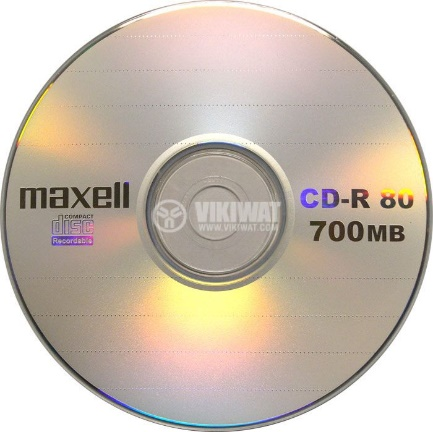 maxell
COMPACT
disc
Recordable
CD-R 80
700MB
VIKIWAT
WWW.VIKIWAT.COM